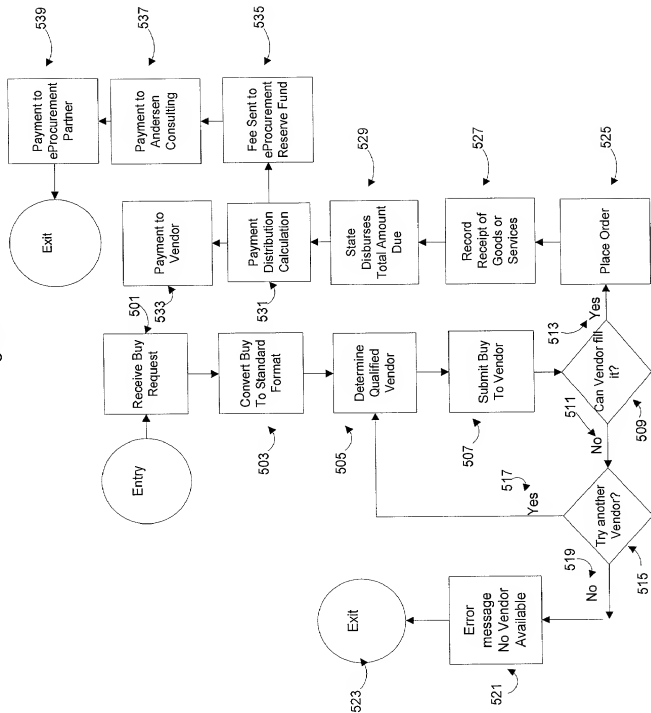 Entry
Receive Buy
Request
501
Convert Buy
To Standard
Format
503
Determine
Qualified
Vendor
505
Submit Buy
To Vendor
507
Can Vendor fill
it?
509
No
511
Yes
513
Try another
Vendor?
515
Yes
517
No
519
Error
message
No Vendor
Available
521
Exit
523
Place Order
525
Record
Receipt of
Goods or
Services
527
State
Disburses
Total Amount
Due
529
Payment
Distribution
Calculation
531
Payment to
Vendor
533
Fee Sent to
eProcurement
Reserve Fund
535
Payment to
Andersen
Consulting
537
Payment to
eProcurement
Partner
539
Exit